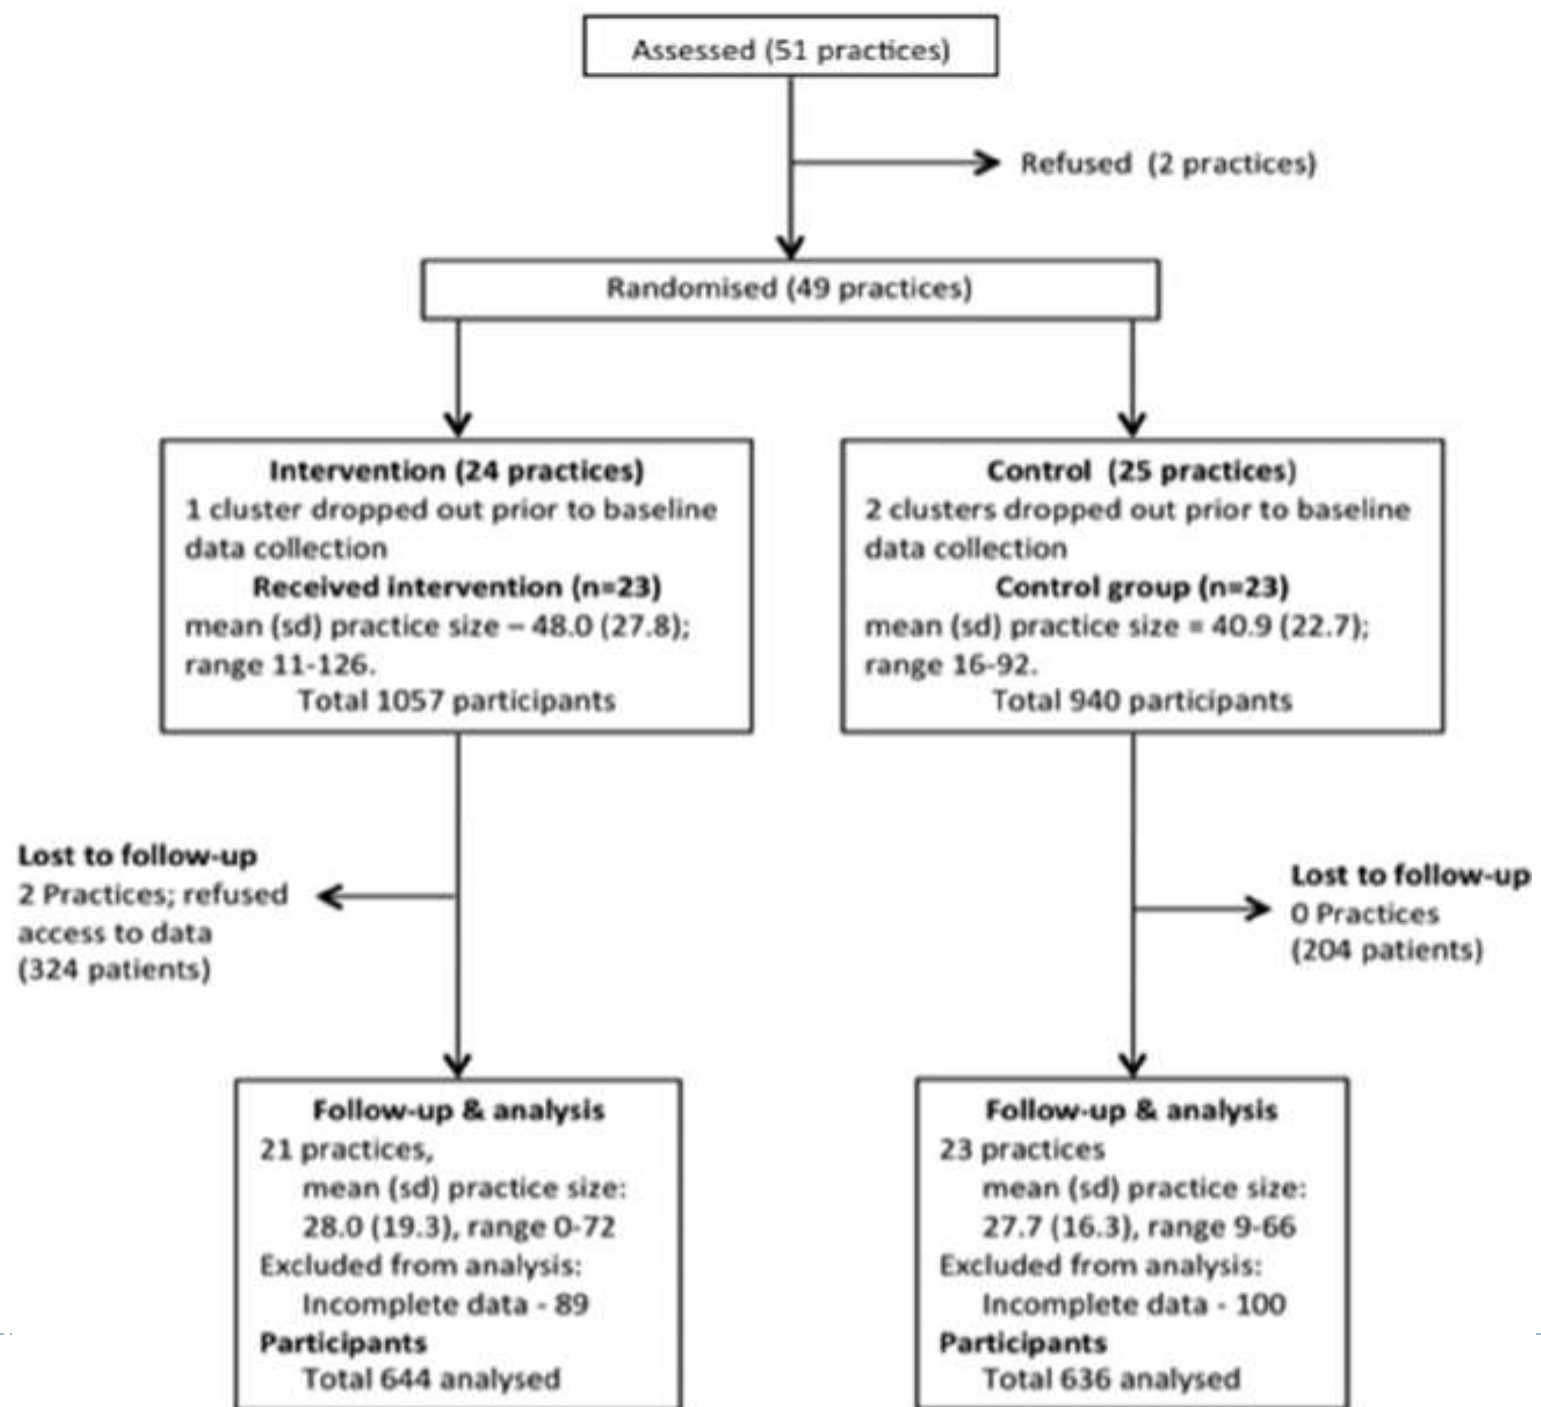 Assessed (51 practices)
Refused (2 practices)
Randomised (49 practices)
Intervention (24 practices)
1 cluster dropped out prior to baseline
data collection
Received intervention (n=23)
mean (sd) practice size – 48.0 (27.8);
range 11-126.
Total 1057 participants
Control (25 practices)
2 clusters dropped out prior to baseline
data collection
Control group (n=23)
mean (sd) practice size = 40.9 (22.7);
range 16-92.
Total 940 participants
Lost to follow-up
2 Practices; refused
access to data
(324 patients)
Lost to follow-up
0 Practices
(204 patients)
Follow-up & analysis
21 practices,
mean (sd) practice size:
28.0 (19.3), range 0-72
Excluded from analysis:
Incomplete data - 89
Participants
Total 644 analysed
Follow-up & analysis
23 practices
mean (sd) practice size:
27.7 (16.3), range 9-66
Excluded from analysis:
Incomplete data - 100
Participants
Total 636 analysed